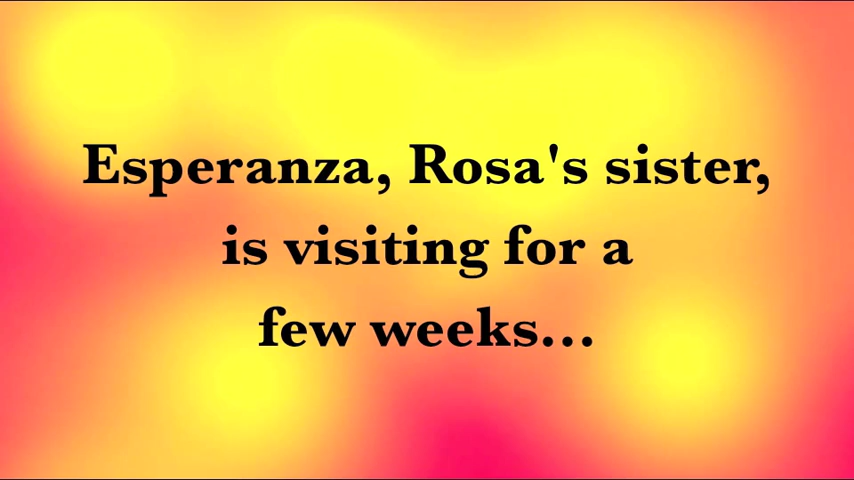 Esperanza, Rosa's sister,
is visiting for a
few weeks...